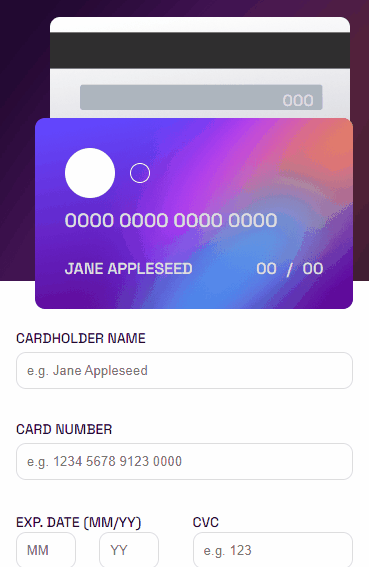 000
0000 0000 0000 0000
JANE APPLESEED 00 / 00
CARDHOLDER NAME
e.g. Jane Appleseed
CARD NUMBER
e.g. 1234 5678 9123 0000
EXP. DATE (MM/YY) CVC
MM YY e.g. 123